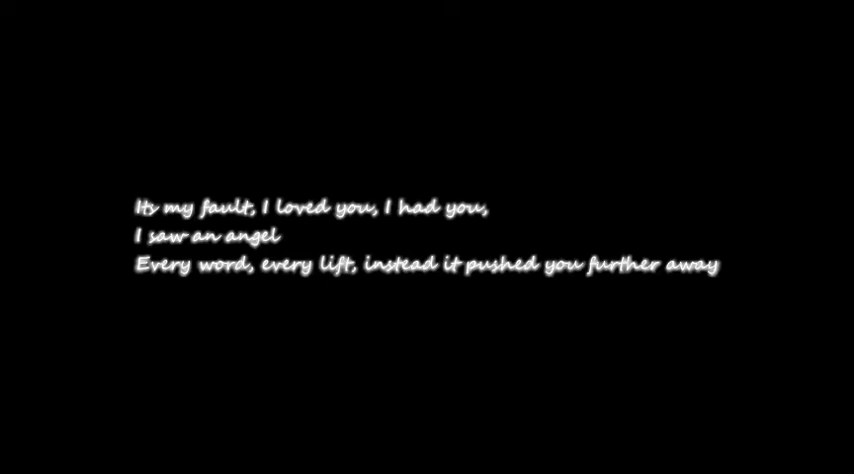 Its my fault, I loved you, I had you,
I saw an angel
Every word, every lift, instead it pushed you further away